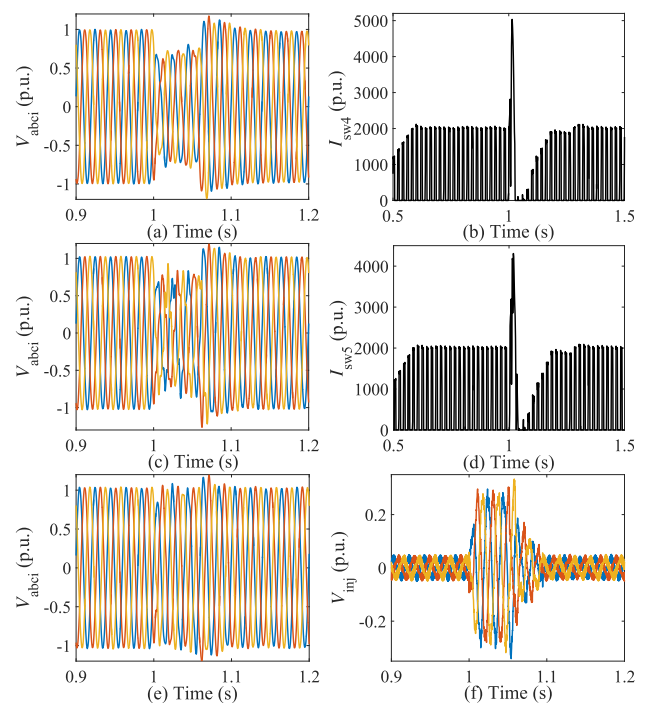 1
0.5
0
-0.5
-1
V_abci (p.u.)
0.9 1 1.1 1.2
(a) Time (s)
5000
4000
3000
2000
1000
0
I_sw4 (p.u.)
0.5 1 1.5
(b) Time (s)
1
0.5
0
-0.5
-1
V_abci (p.u.)
0.9 1 1.1 1.2
(c) Time (s)
4000
3000
2000
1000
0
I_sw5 (p.u.)
0.5 1 1.5
(d) Time (s)
1
0.5
0
-0.5
-1
V_abci (p.u.)
0.9 1 1.1 1.2
(e) Time (s)
0.2
0
-0.2
V_inj (p.u.)
0.9 1 1.1 1.2
(f) Time (s)